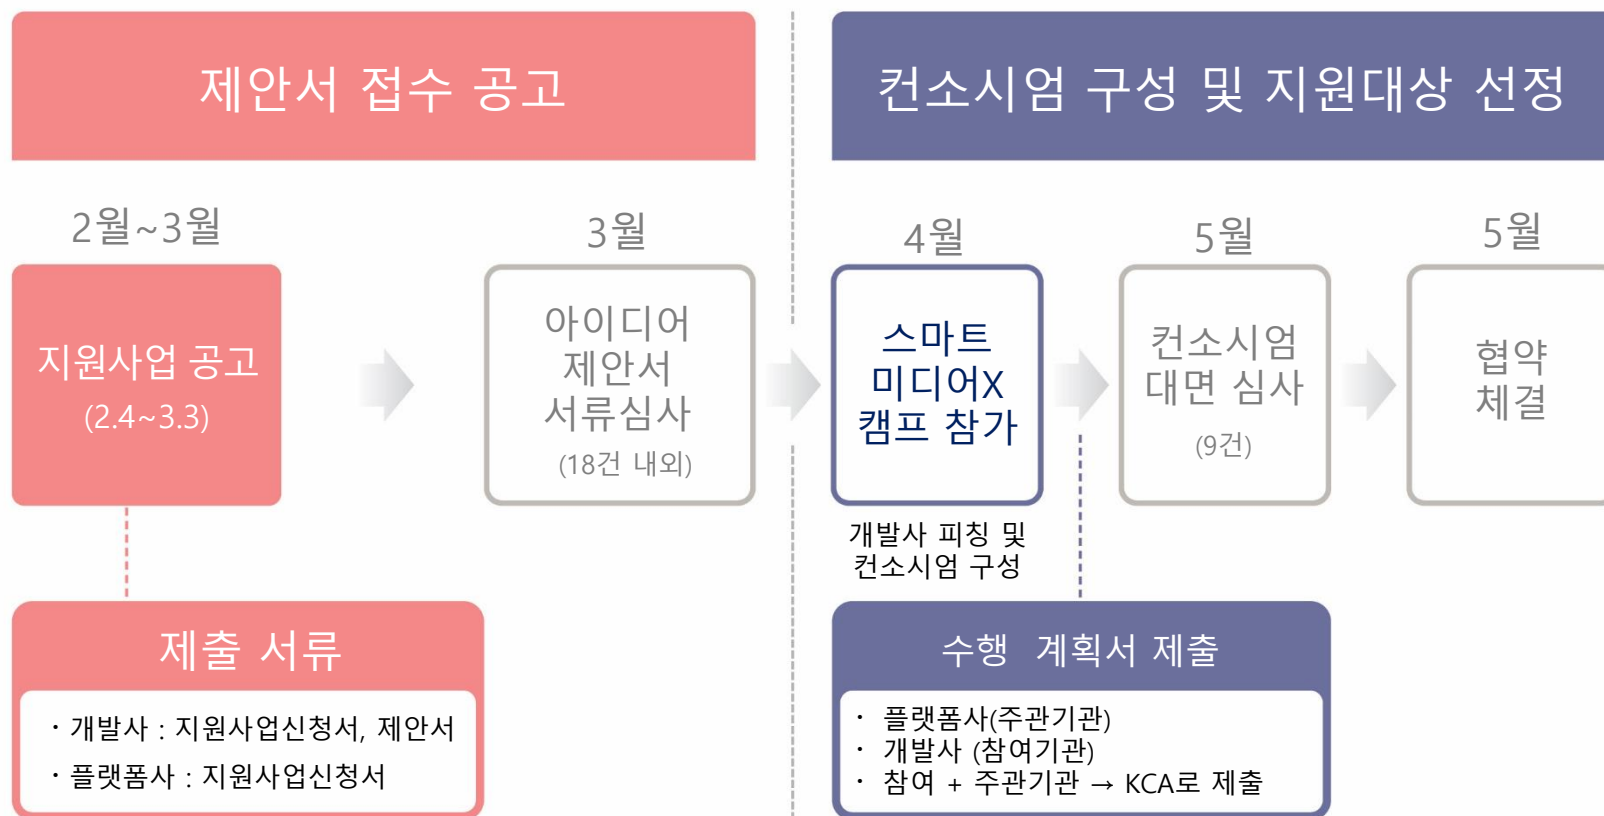 제안서 접수 공고
컨소시엄 구성 및 지원대상 선정
2월~3월
지원사업 공고
(2.4~3.3)
3월
아이디어
제안서
서류심사
(18건 내외)
4월
스마트
미디어X
캠프 참가
개발사 피칭 및
컨소시엄 구성
5월
컨소시엄
대면 심사
(9건)
5월
협약
체결
제출 서류
· 개발사 : 지원사업신청서, 제안서
· 플랫폼사 : 지원사업신청서
수행 계획서 제출
· 플랫폼사(주관기관)
· 개발사 (참여기관)
· 참여 + 주관기관 → KCA로 제출